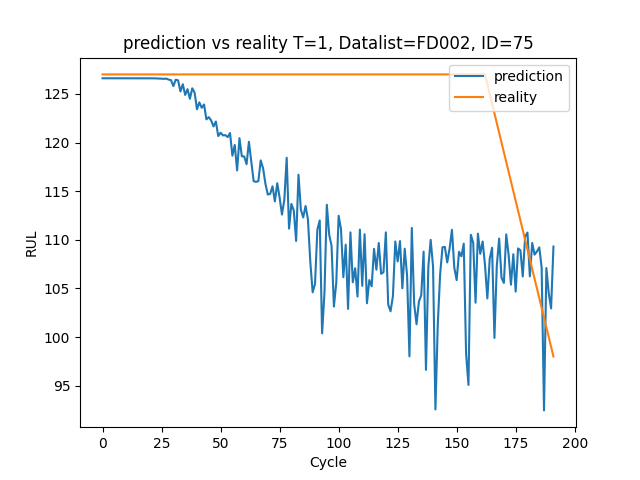 prediction vs reality T=1, Datalist=FD002, ID=75
prediction
reality
RUL
125
120
115
110
105
100
95
0 25 50 75 100 125 150 175 200
Cycle